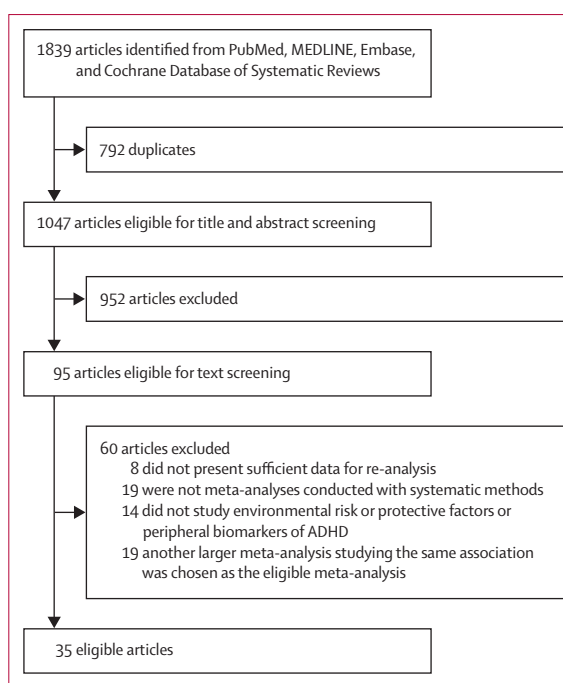 1839 articles identified from PubMed, MEDLINE, Embase,
and Cochrane Database of Systematic Reviews
792 duplicates
1047 articles eligible for title and abstract screening
952 articles excluded
95 articles eligible for text screening
60 articles excluded
8 did not present sufficient data for re-analysis
19 were not meta-analyses conducted with systematic methods
14 did not study environmental risk or protective factors or
peripheral biomarkers of ADHD
19 another larger meta-analysis studying the same association
was chosen as the eligible meta-analysis
35 eligible articles